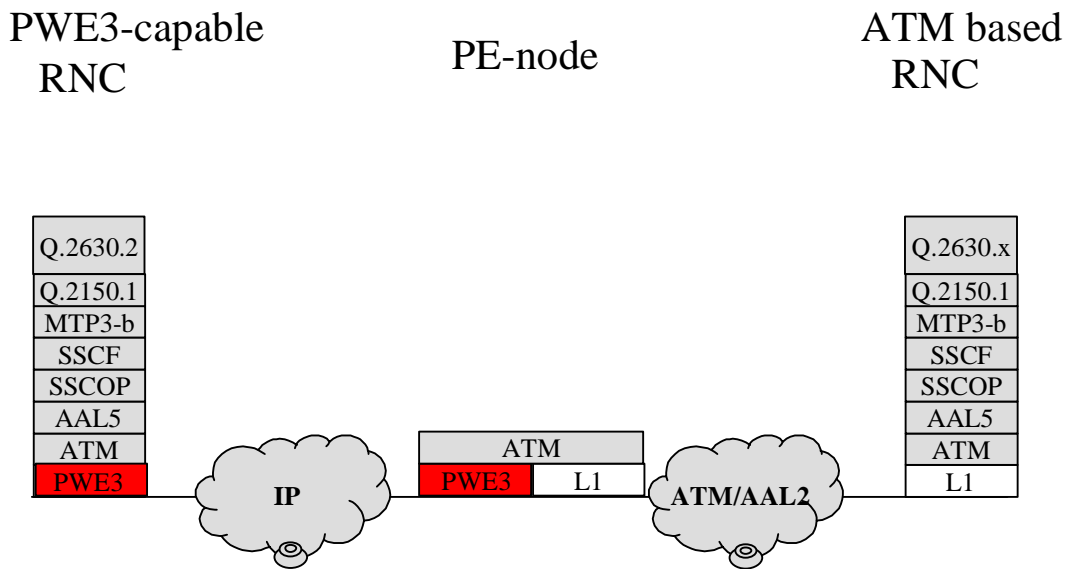 PWE3-capable
RNC
PE-node
ATM based
RNC
Q.2630.2
Q.2150.1
MTP3-b
SSCF
SSCOP
AAL5
ATM
PWE3
IP
ATM
PWE3
L1
ATM/AAL2
Q.2630.x
Q.2150.1
MTP3-b
SSCF
SSCOP
AAL5
ATM
L1